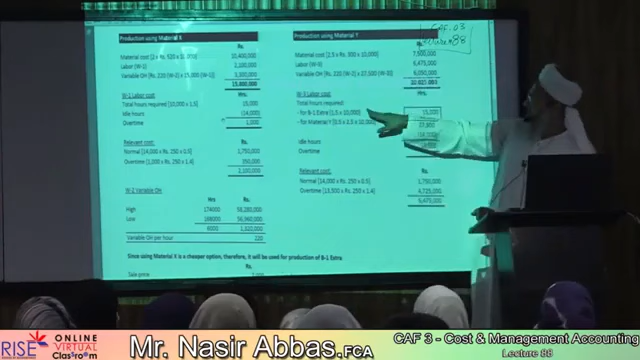 Production using Material X
Rs.
Material cost (2 x Rs. 520 x 10,000) 10,400,000
Labor (W-1) 2,100,000
Variable OH [Rs. 220 (W-2) x 15,000 (W-1)] 3,300,000
15,800,000
W-1 Labor cost Hrs.
Total hours required (10,000 x 1.5) 15,000
Idle hours (14,000)
Overtime 1,000
Relevant cost: Rs.
Normal [14,000 x Rs. 250 x 0.5] 1,750,000
Overtime [1,000 x Rs. 250 x 1.4] 350,000
2,100,000
W-2 Variable OH
Hrs Rs.
High 174000 58,280,000
Low 168000 56,960,000
6000 1,320,000
Variable OH per hour 220
Since using Material X is a cheaper option, therefore, it will be used for production of B-1 Extra
Rs.
Sale price
Production using Material Y
CAF.03
Lecture 88
Material cost (2.5 x Rs. 300 x 10,000) 7,500,000
Labor (W-3) 6,475,000
Variable OH [Rs. 220 (W-2) x 27,500 (W-3)] 6,050,000
W-3 Labor cost Hrs.
Total hours required:
- for B-1 Extra (1.5 x 10,000) 15,000
- for Material Y
Idle hours
Overtime
Relevant cost: Rs.
Normal [14,000 x Rs. 250 x 0.5] 1,750,000
Overtime [13,500 x Rs. 250 x 1.4] 4,725,000
6,475,000
RISE ONLINE VIRTUAL Classroom
Mr. Nasir Abbas.FCA
CAF 3 - Cost & Management Accounting
Lecture 88